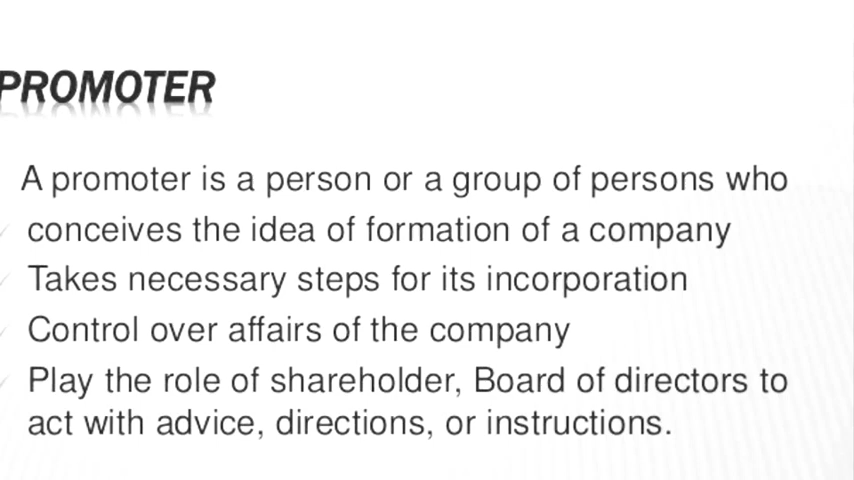 PROMOTER
A promoter is a person or a group of persons who
conceives the idea of formation of a company
Takes necessary steps for its incorporation
Control over affairs of the company
Play the role of shareholder, Board of directors to
act with advice, directions, or instructions.